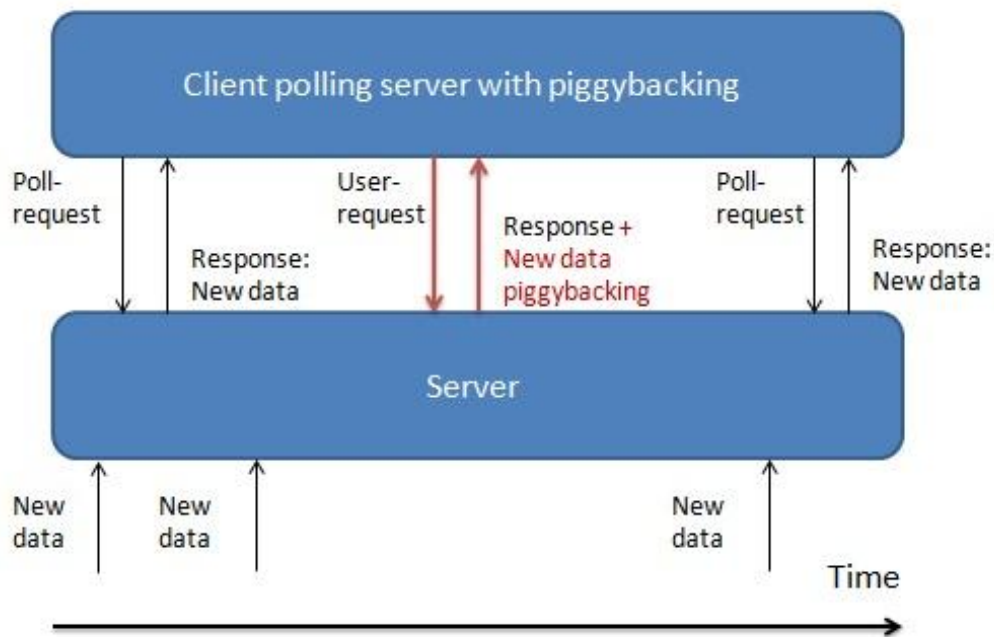 Client polling server with piggybacking
Poll-
request
Response:
New data
User-
request
Response +
New data
piggybacking
Poll-
request
Response:
New data
Server
New
data
New
data
New
data
Time